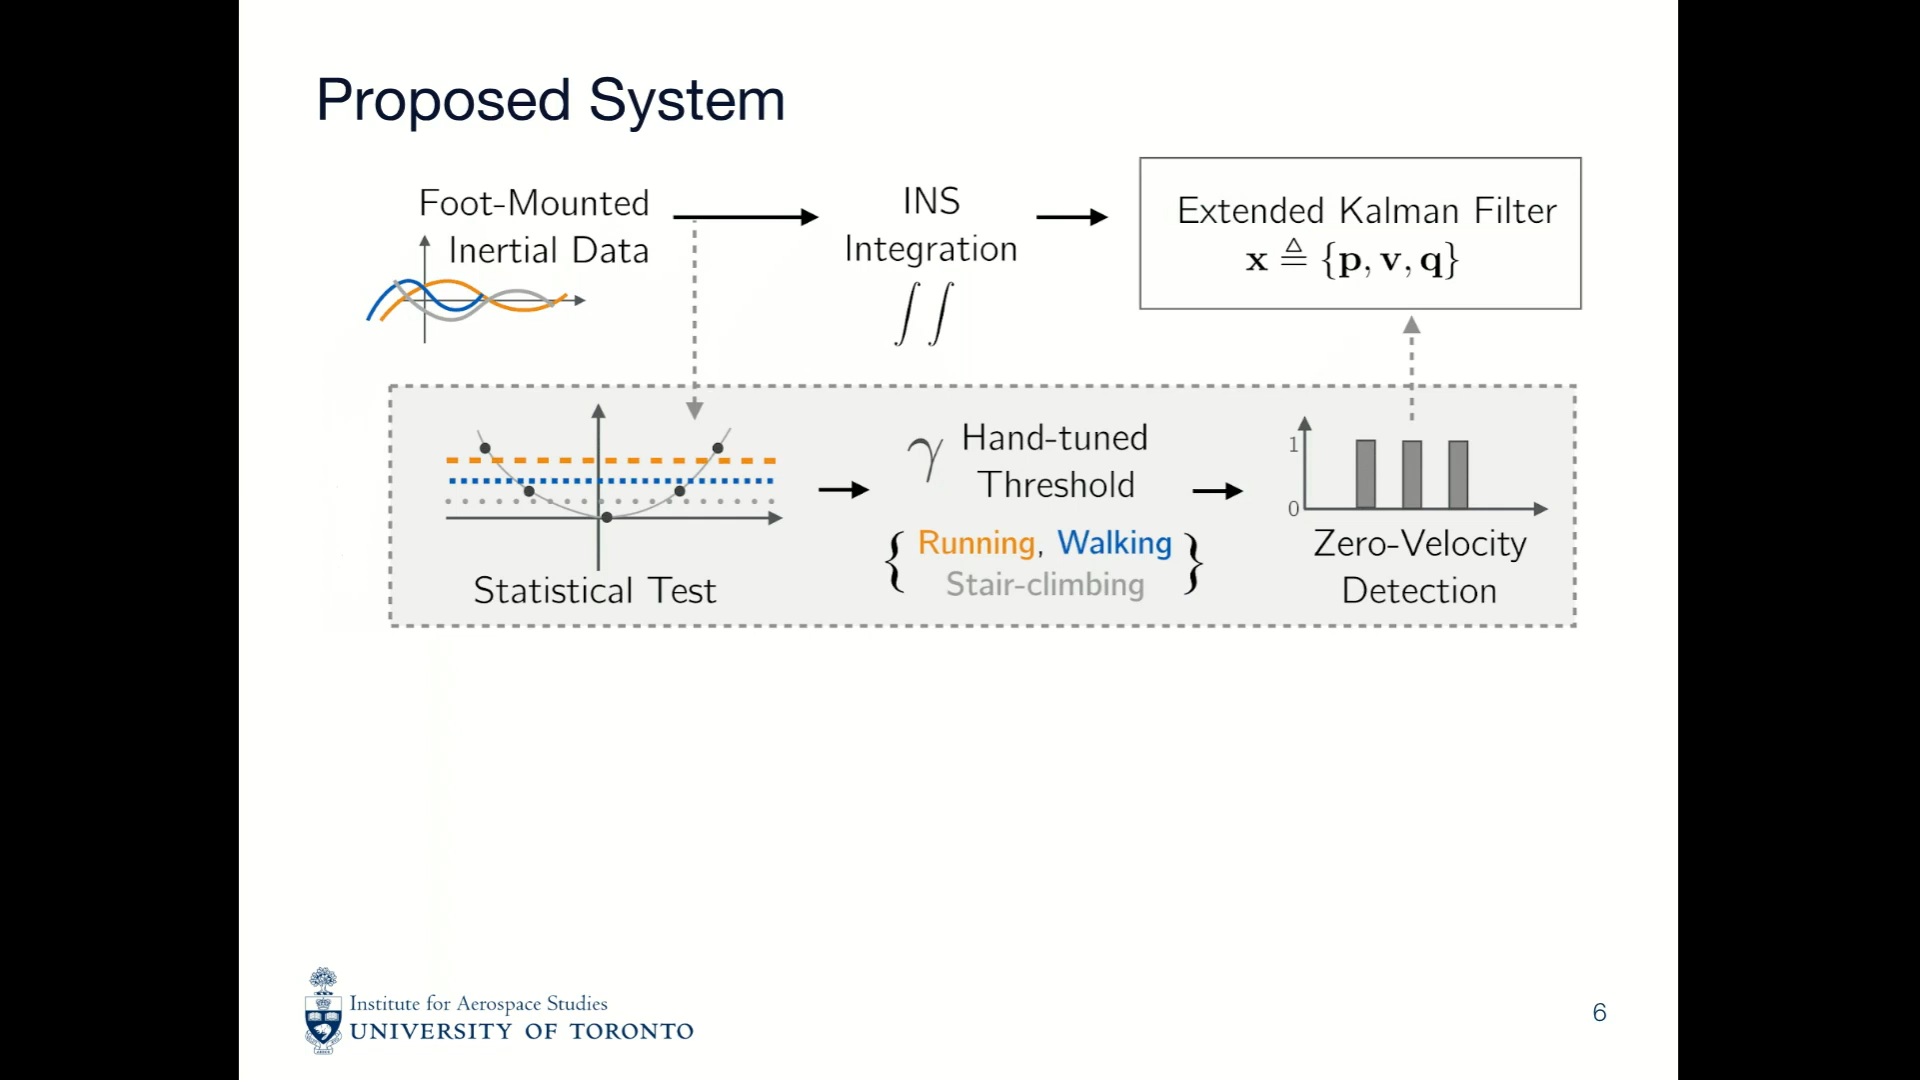 Proposed System
Foot-Mounted
Inertial Data
INS
Integration
∫∫
Extended Kalman Filter
x ≜ {p, v, q}
Statistical Test
γ Hand-tuned
Threshold
{ Running, Walking
Stair-climbing }
1
0
Zero-Velocity
Detection
Institute for Aerospace Studies
UNIVERSITY OF TORONTO
6